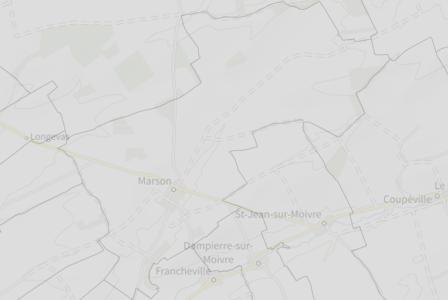 Longevas
Marson
Le
Coupéville
St-Jean-sur-Moivre
Dampierre-sur-
Moivre
Francheville